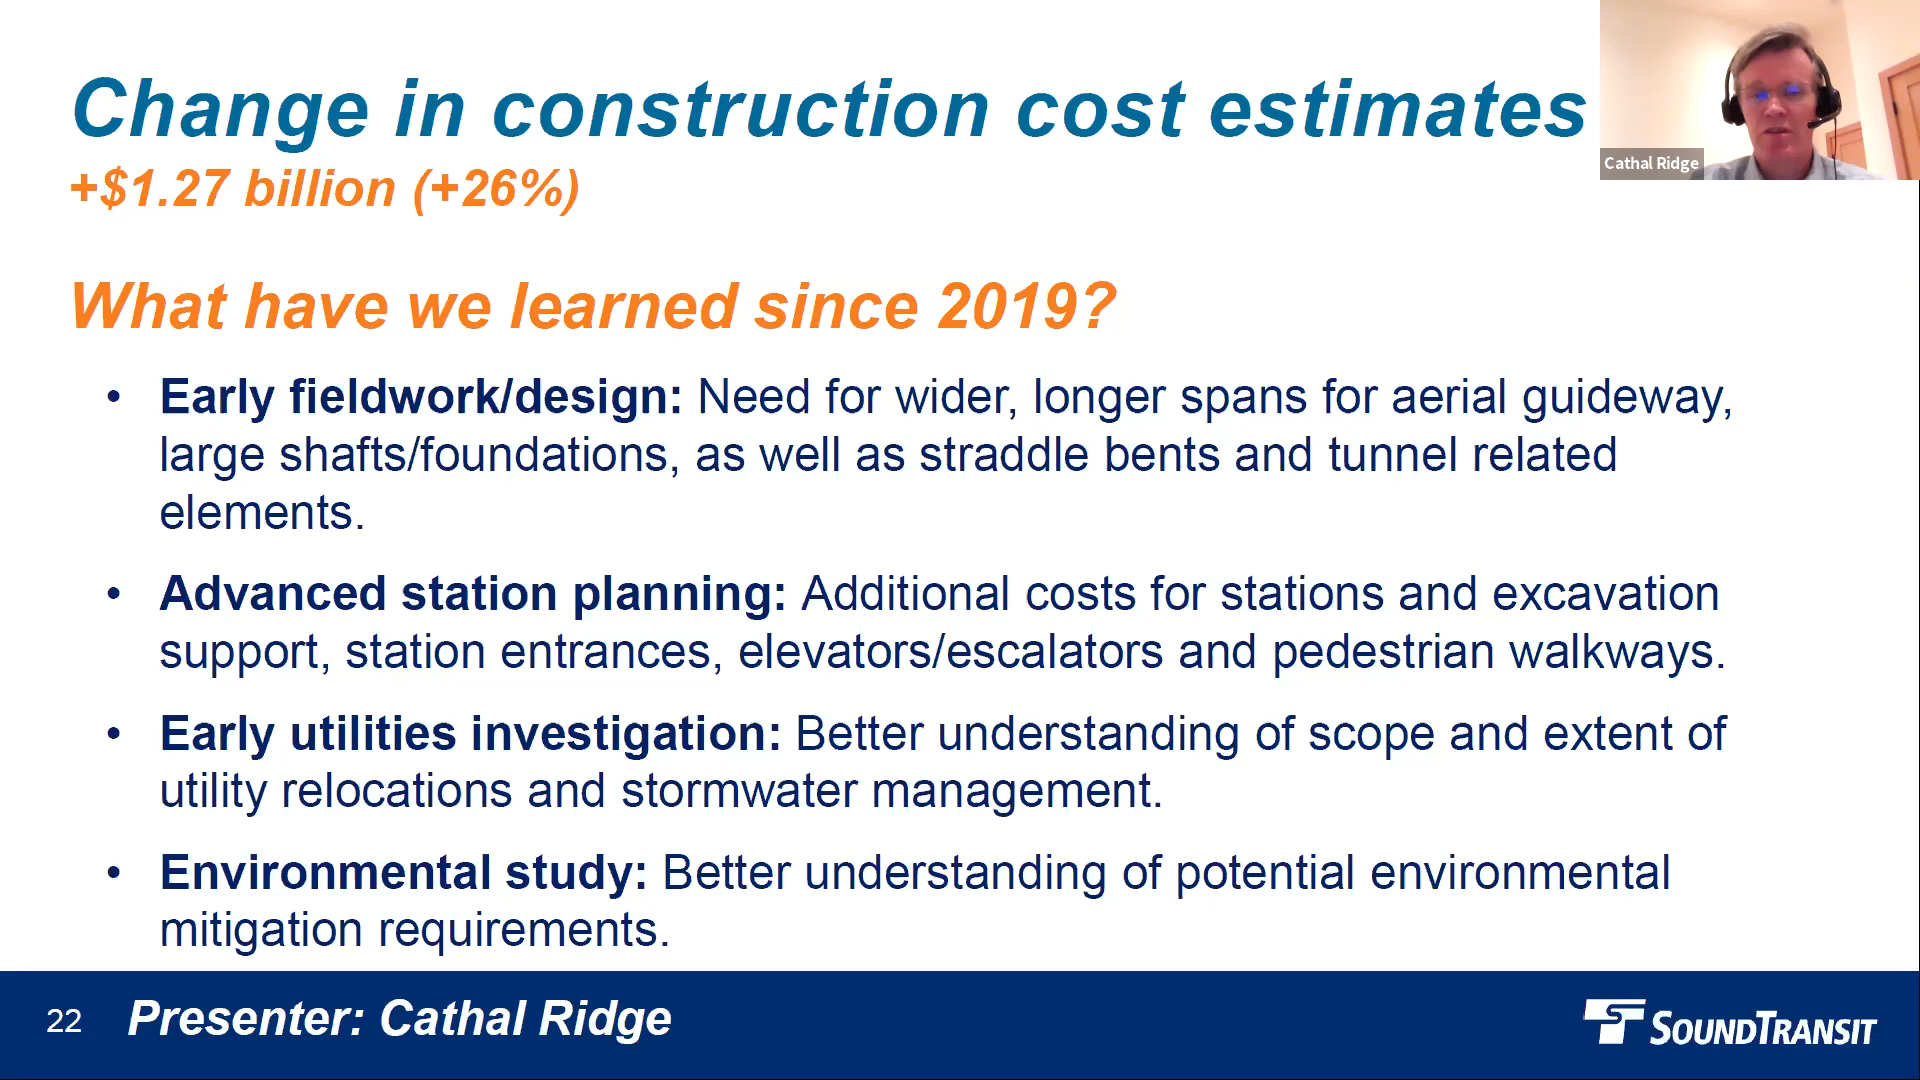 Change in construction cost estimates
+$1.27 billion (+26%)
Cathal Ridge
What have we learned since 2019?
• Early fieldwork/design: Need for wider, longer spans for aerial guideway,
large shafts/foundations, as well as straddle bents and tunnel related
elements.
• Advanced station planning: Additional costs for stations and excavation
support, station entrances, elevators/escalators and pedestrian walkways.
• Early utilities investigation: Better understanding of scope and extent of
utility relocations and stormwater management.
• Environmental study: Better understanding of potential environmental
mitigation requirements.
22 Presenter: Cathal Ridge
SOUNDTRANSIT